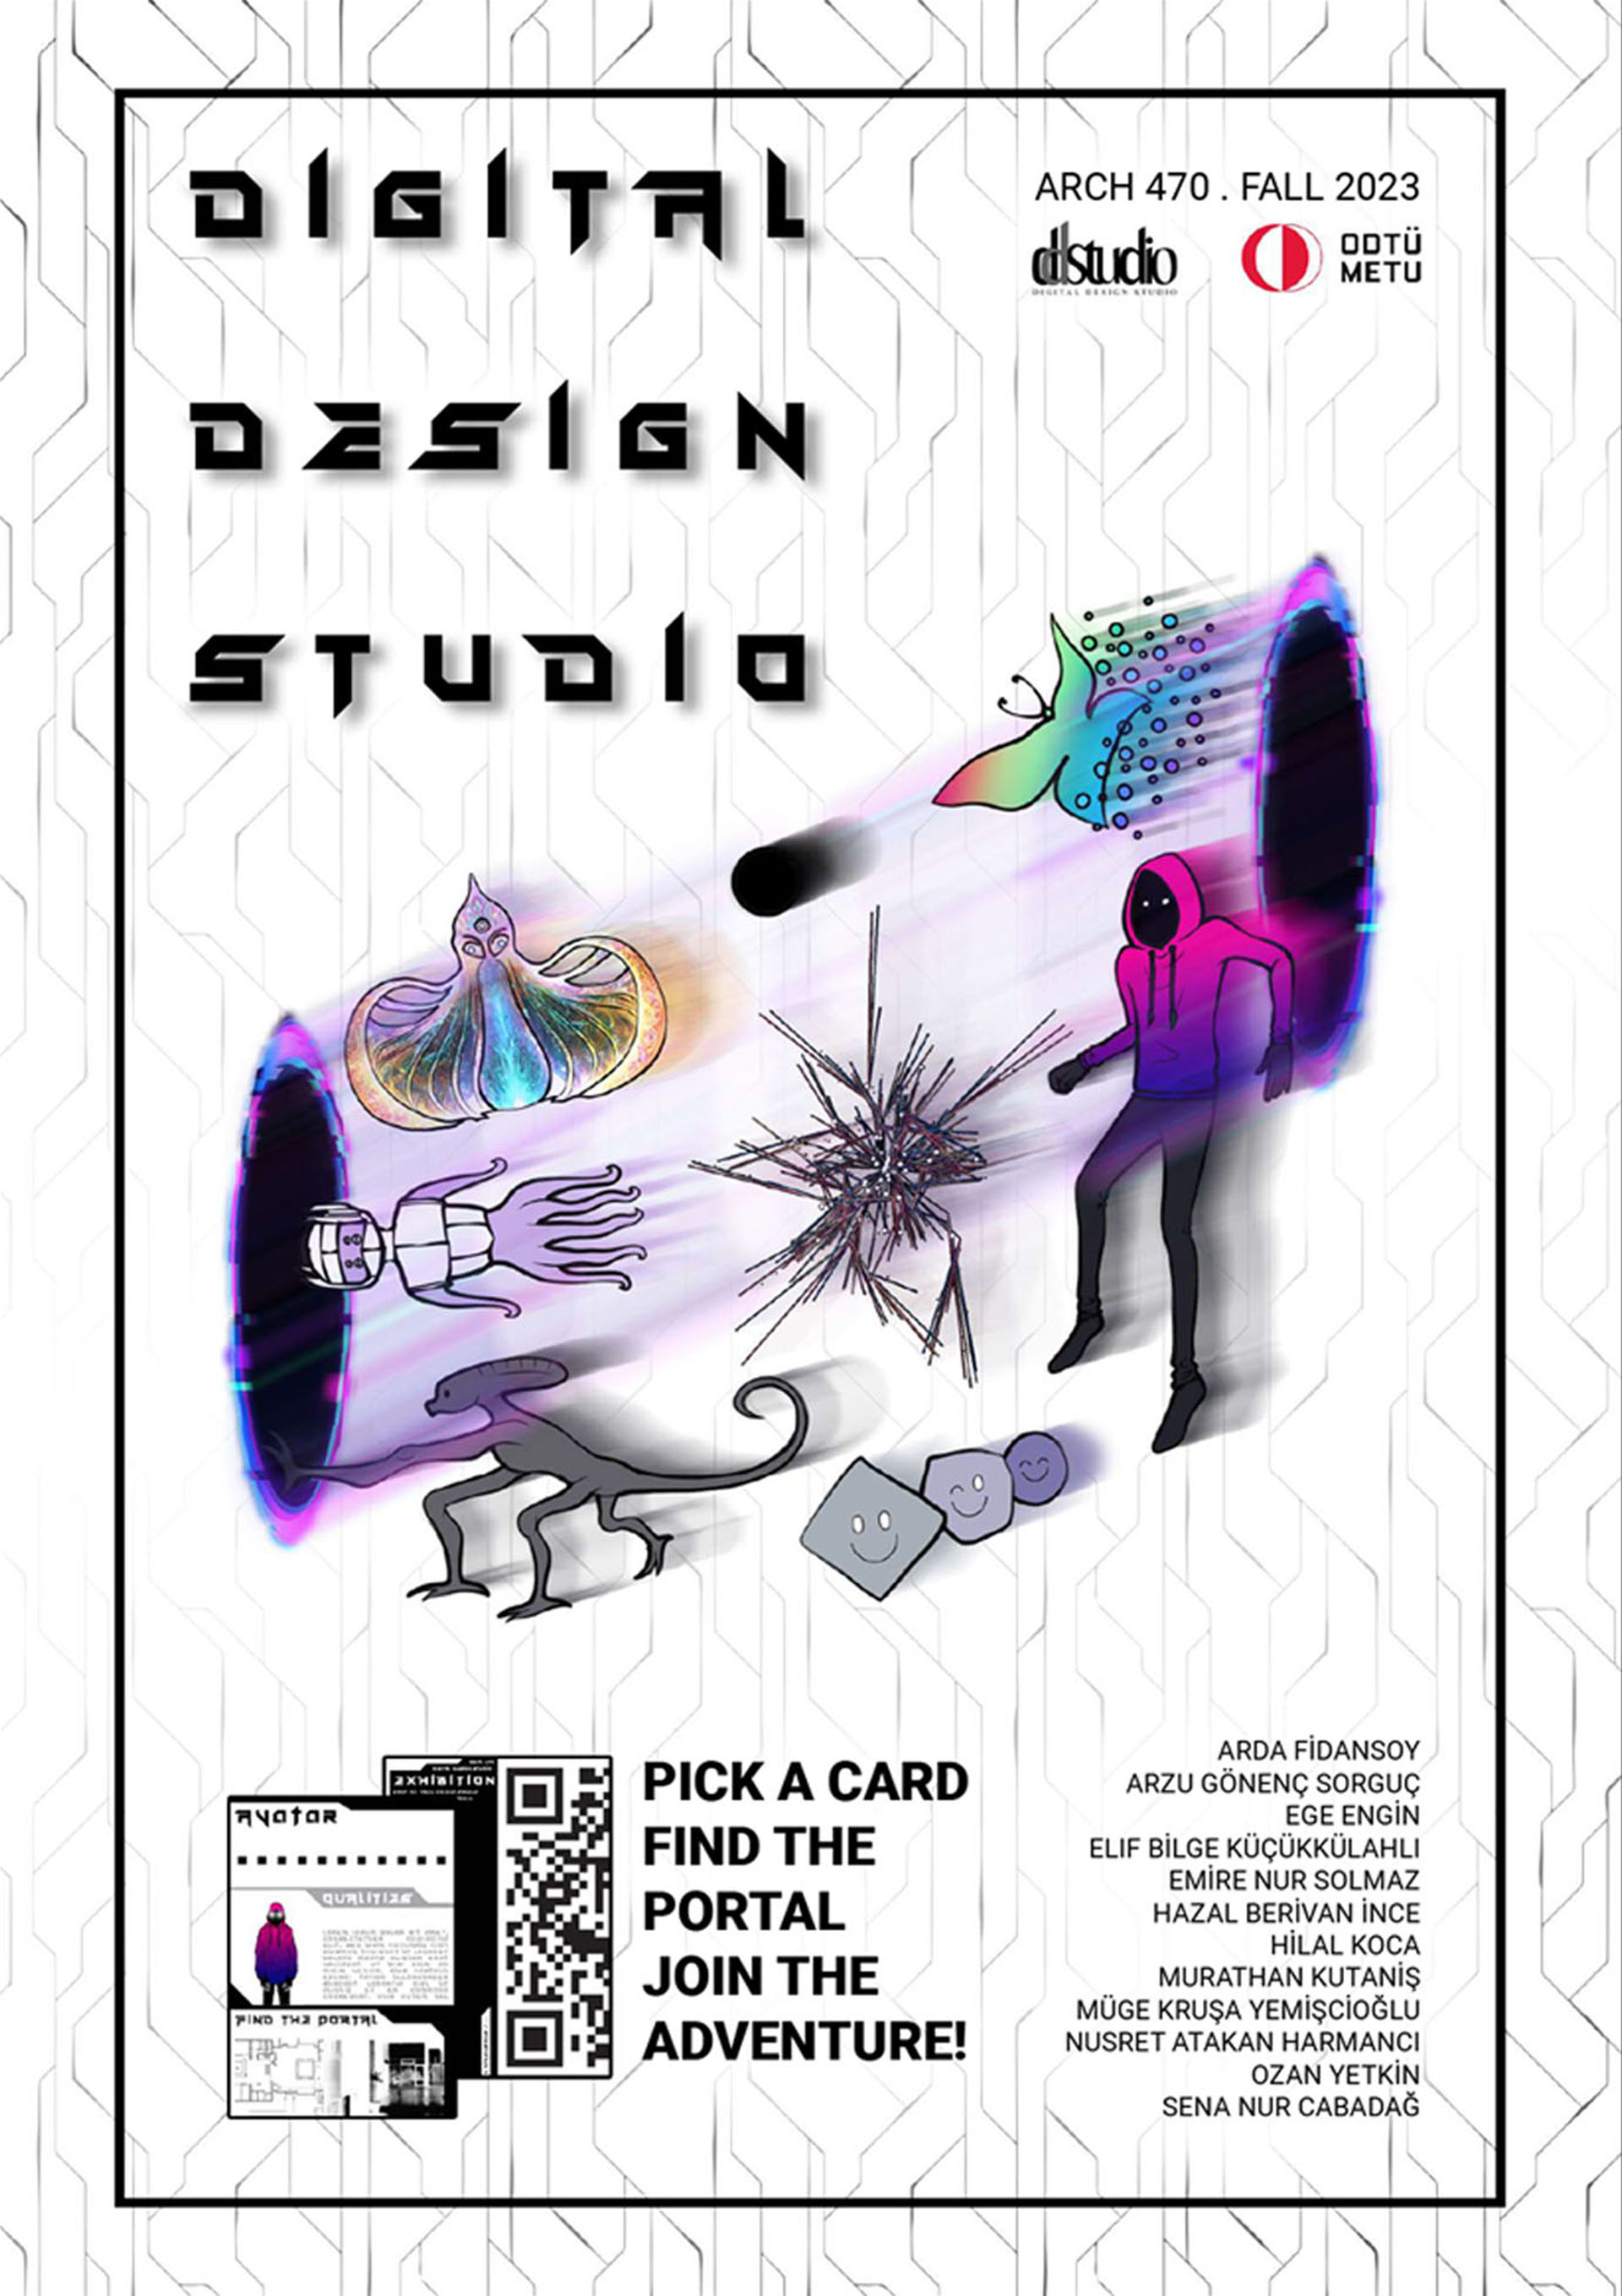 DIGITAL
DESIGN
STUDIO
ARCH 470 . FALL 2023
ddstudio
DIGITAL DESIGN STUDIO
ODTÜ
METU
EXHIBITION
AVATAR
QUALITIZE
FIND THE PORTAL
PICK A CARD
FIND THE
PORTAL
JOIN THE
ADVENTURE!
ARDA FİDANSOY
ARZU GÖNENÇ SORGUÇ
EGE ENGİN
ELIF BİLGE KÜÇÜKKÜLAHLI
EMİRE NUR SOLMAZ
HAZAL BERİVAN İNCE
HİLAL KOCA
MURATHAN KUTANİŞ
MÜGE KRUŞA YEMİŞCİOĞLU
NUSRET ATAKAN HARMANCI
OZAN YETKİN
SENA NUR CABADAĞ